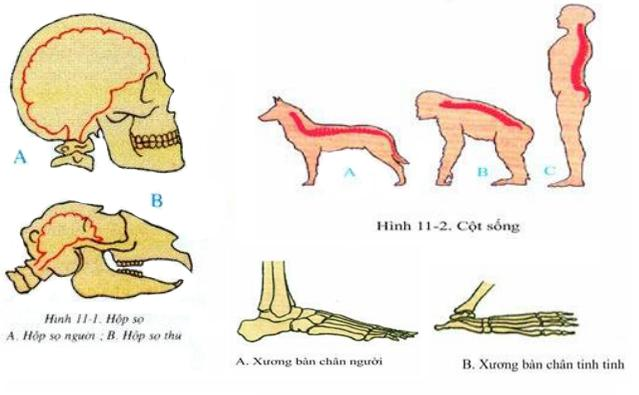 A
B
Hình 11-1. Hộp sọ
A. Hộp sọ người ; B. Hộp sọ thú
A
B
C
Hình 11-2. Cột sống
A. Xương bàn chân người
B. Xương bàn chân tinh tinh